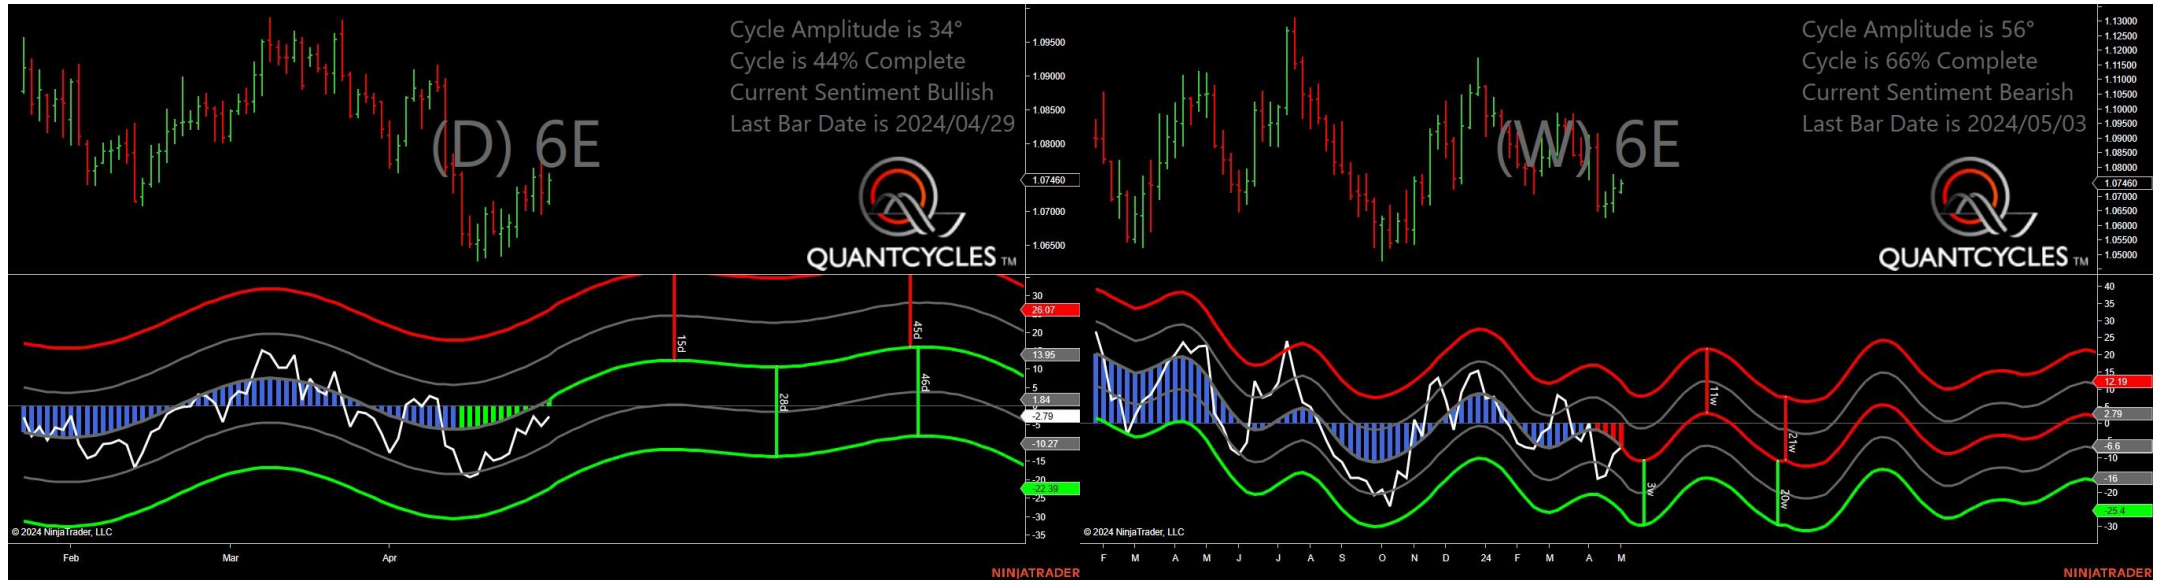 Cycle Amplitude is 34°
Cycle is 44% Complete
Current Sentiment Bullish
Last Bar Date is 2024/04/29
(D) 6E
QUANTCYCLES TM
1.09500
1.09000
1.08500
1.08000
1.07460
1.07000
1.06500
15d
28d
45d
46d
30
26.07
20
13.95
10
5
1.84
-2.79
-5
-10.27
-15
-20
-22.39
-30
-35
© 2024 NinjaTrader, LLC
Feb Mar Apr
NINJATRADER
Cycle Amplitude is 56°
Cycle is 66% Complete
Current Sentiment Bearish
Last Bar Date is 2024/05/03
(W) 6E
QUANTCYCLES TM
1.13000
1.12500
1.12000
1.11500
1.11000
1.10500
1.10000
1.09500
1.09000
1.08500
1.08000
1.07460
1.07000
1.06500
1.06000
1.05500
1.05000
3w
11w
20w
21w
40
35
30
25
20
15
12.19
5
2.79
0
-6.6
-10
-16
-20
-25.4
-30
© 2024 NinjaTrader, LLC
F M A M J J A S O N D 24 F M A M
NINJATRADER